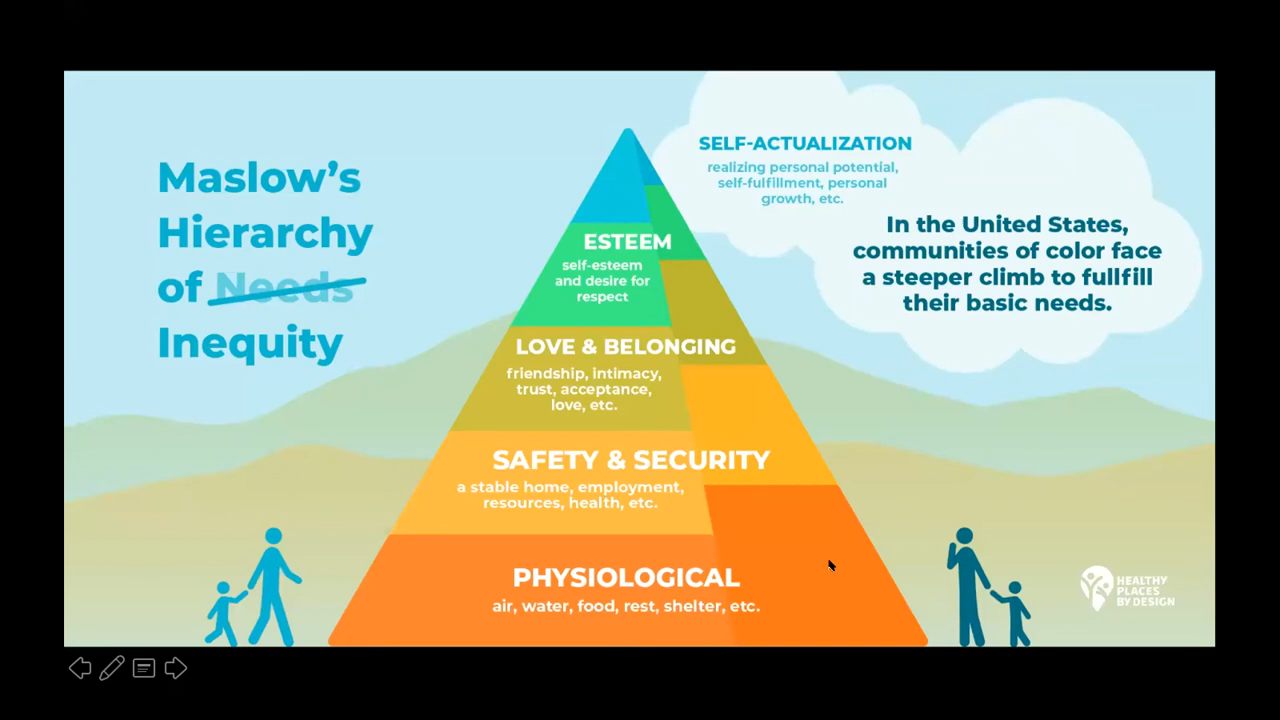 Maslow's
Hierarchy
of Needs
Inequity
SELF-ACTUALIZATION
realizing personal potential,
self-fulfillment, personal
growth, etc.
In the United States,
communities of color face
a steeper climb to fullfill
their basic needs.
ESTEEM
self-esteem
and desire for
respect
LOVE & BELONGING
friendship, intimacy,
trust, acceptance,
love, etc.
SAFETY & SECURITY
a stable home, employment,
resources, health, etc.
PHYSIOLOGICAL
air, water, food, rest, shelter, etc.
HEALTHY
PLACES
BY DESIGN